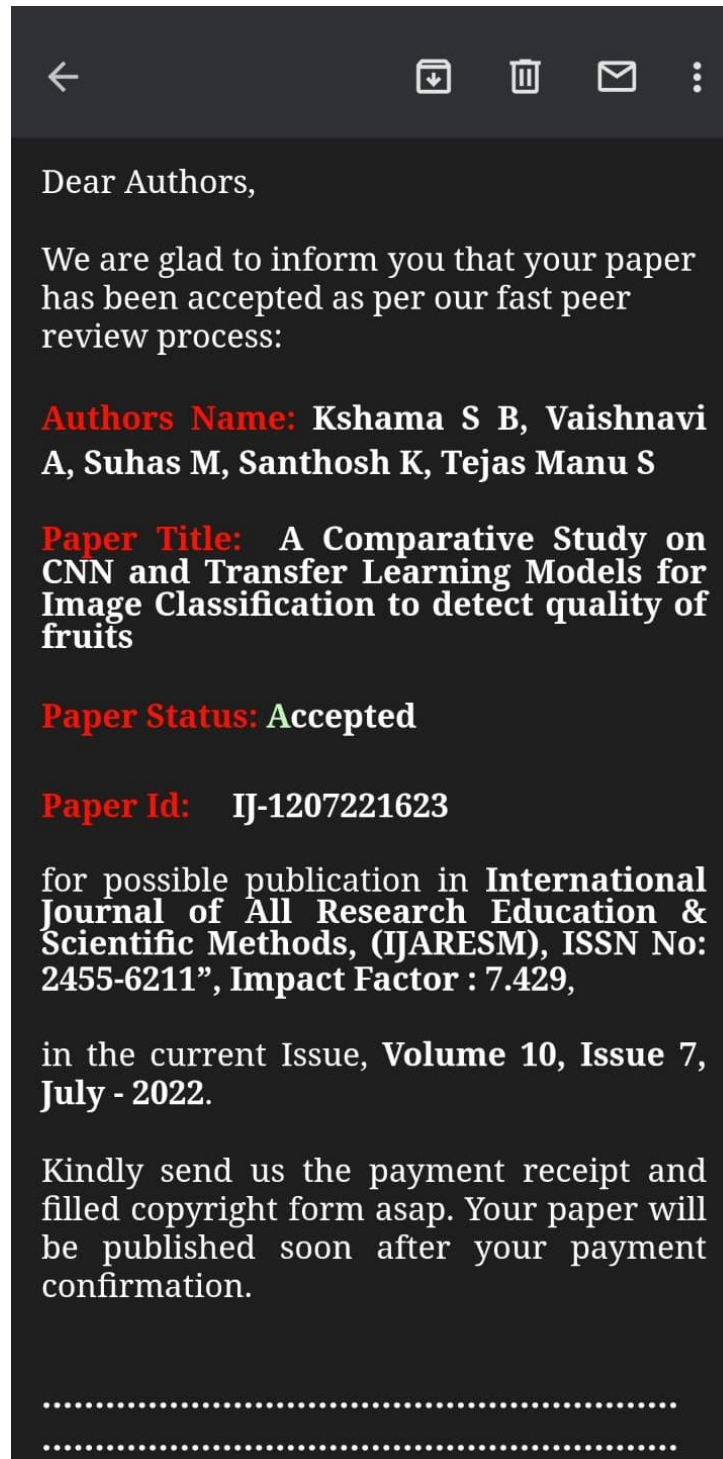 Dear Authors,
We are glad to inform you that your paper
has been accepted as per our fast peer
review process:
Authors Name: Kshama S B, Vaishnavi
A, Suhas M, Santhosh K, Tejas Manu S
Paper Title: A Comparative Study on
CNN and Transfer Learning Models for
Image Classification to detect quality of
fruits
Paper Status: Accepted
Paper Id: IJ-1207221623
for possible publication in International
Journal of All Research Education &
Scientific Methods, (IJARESM), ISSN No:
2455-6211”, Impact Factor : 7.429,
in the current Issue, Volume 10, Issue 7,
July - 2022.
Kindly send us the payment receipt and
filled copyright form asap. Your paper will
be published soon after your payment
confirmation.
............................................................
............................................................